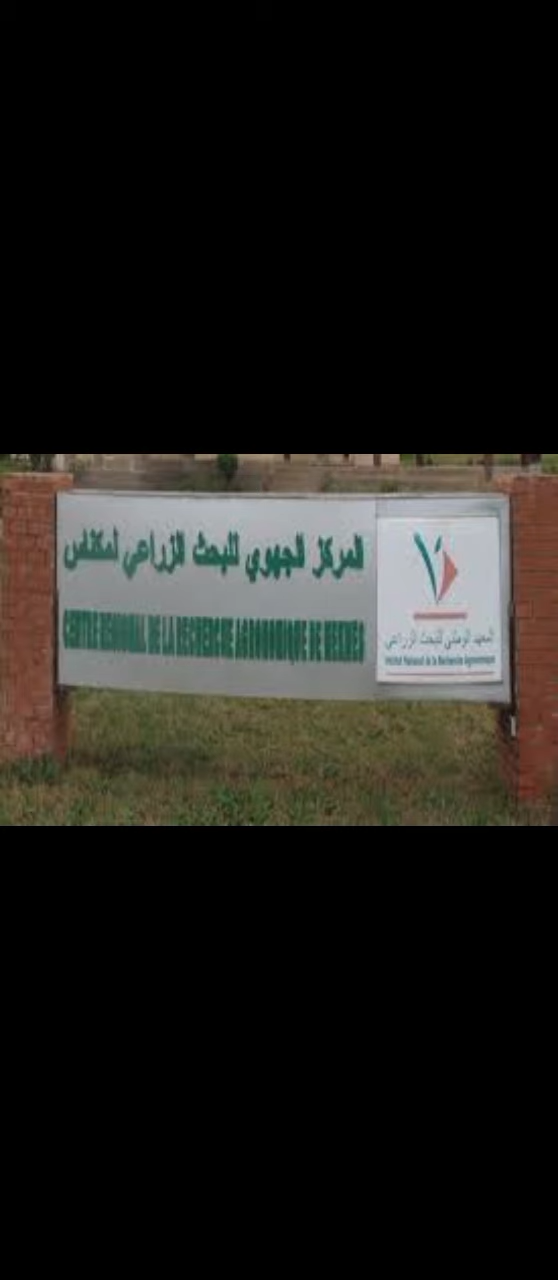 المركز الجهوي للبحث الزراعي لمكناس
CENTRE REGIONAL DE LA RECHERCHE AGRONOMIQUE DE MEKNES
المعهد الوطني للبحث الزراعي
Institut National de la Recherche Agronomique